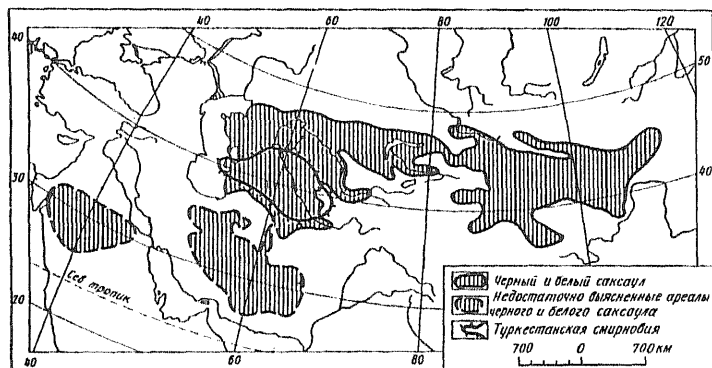 40
40
60
80
100
120
50
40
30
20
Сев тропик
40
60
80
Черный и белый саксаул
Недостаточно выясненные ареалы
черного и белого саксаула
Туркестанская смирновия
700 0 700 км